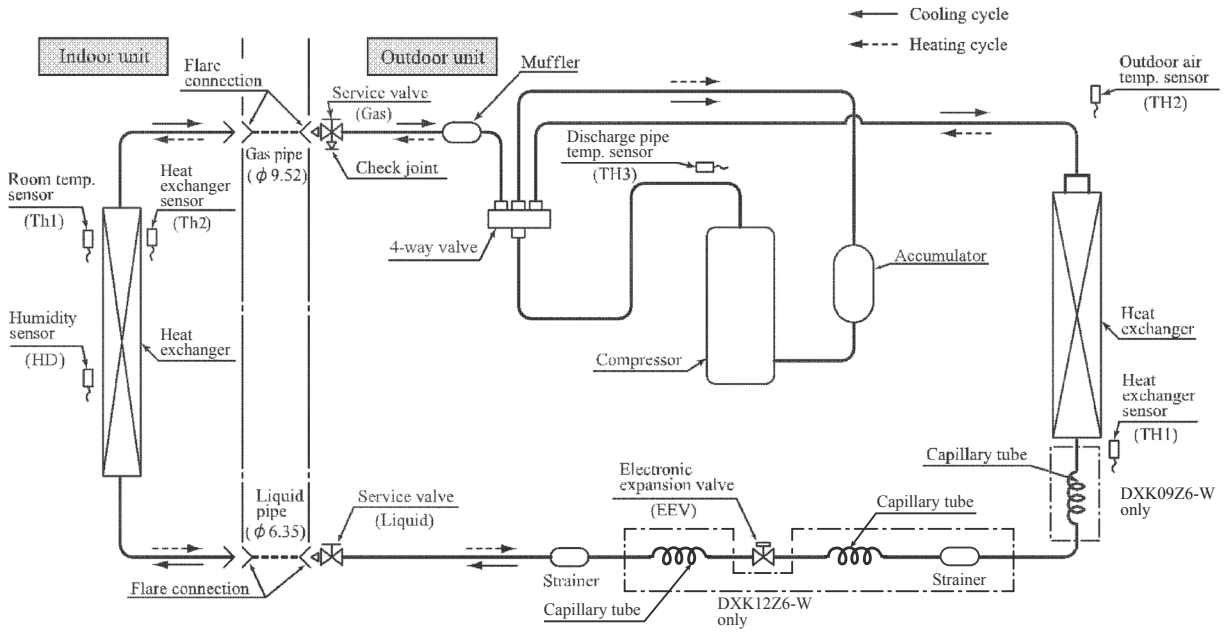 Cooling cycle
Heating cycle
Indoor unit
Outdoor unit
Flare
connection
Muffler
Service valve
(Gas)
Outdoor air
temp. sensor
(TH2)
Discharge pipe
temp. sensor
(TH3)
Gas pipe
(ϕ 9.52)
Check joint
Room temp.
sensor
(Th1)
Heat
exchanger
sensor
(Th2)
4-way valve
Accumulator
Humidity
sensor
(HD)
Heat
exchanger
Compressor
Heat
exchanger
Heat
exchanger
sensor
(TH1)
Capillary tube
DXK09Z6-W
only
Liquid
pipe
(ϕ 6.35)
Service valve
(Liquid)
Electronic
expansion valve
(EEV)
Capillary tube
Flare connection
Strainer
Capillary tube
DXK12Z6-W
only
Strainer